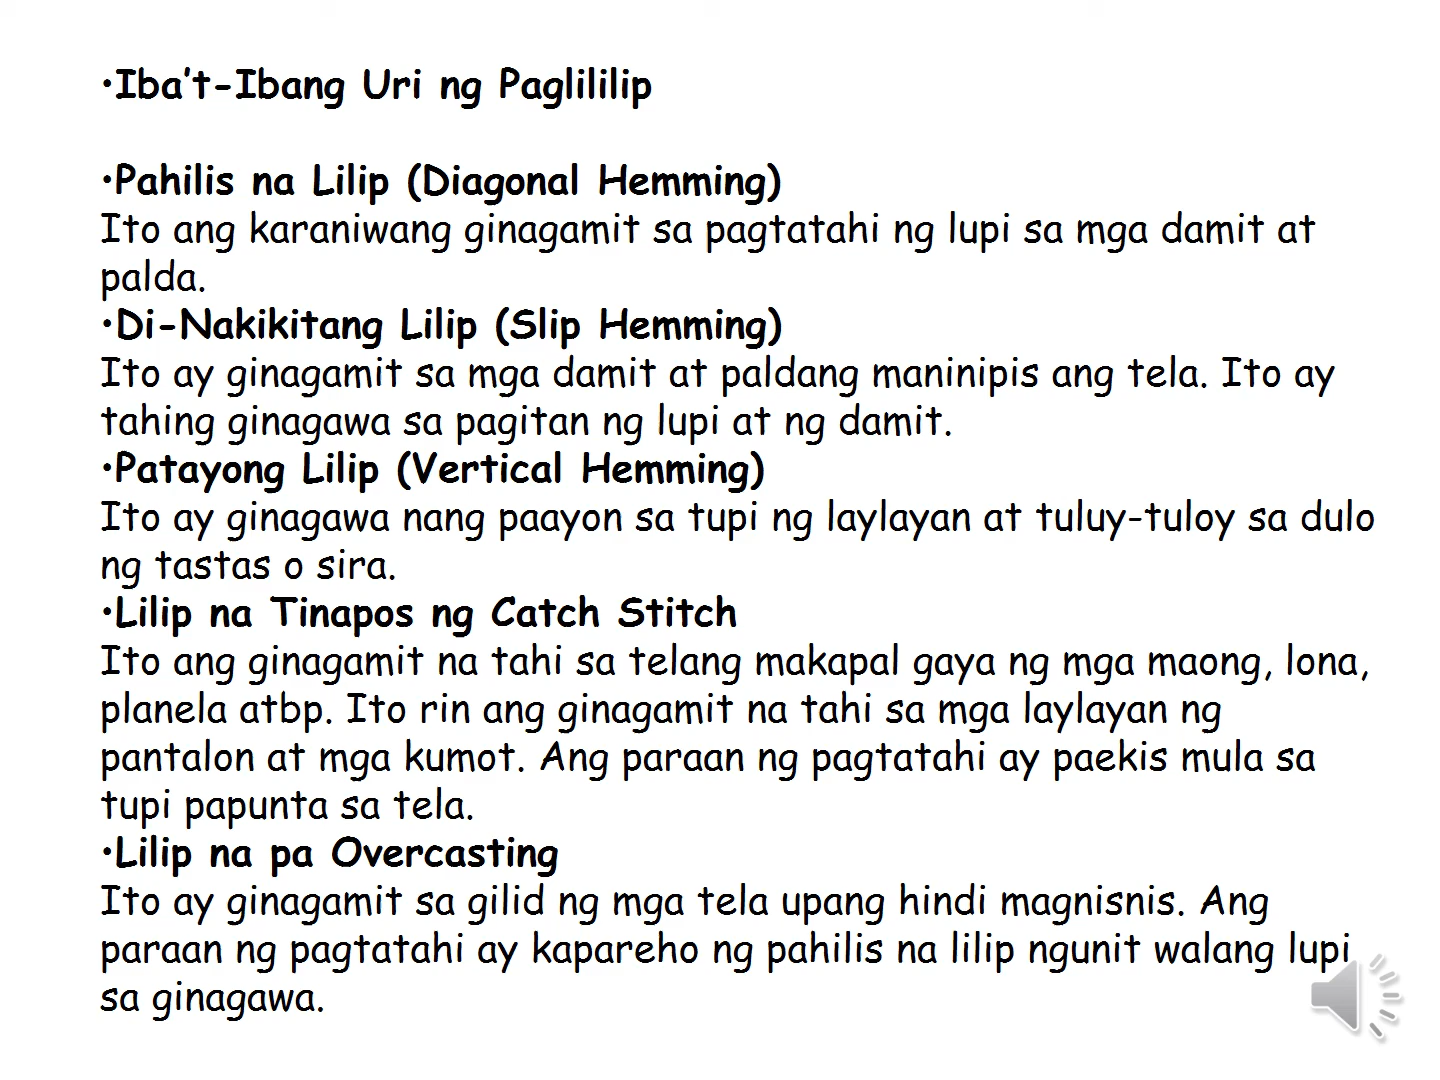 •Iba't-Ibang Uri ng Paglililip
•Pahilis na Lilip (Diagonal Hemming)
Ito ang karaniwang ginagamit sa pagtatahi ng lupi sa mga damit at
palda.
•Di-Nakikitang Lilip (Slip Hemming)
Ito ay ginagamit sa mga damit at paldang maninipis ang tela. Ito ay
tahing ginagawa sa pagitan ng lupi at ng damit.
•Patayong Lilip (Vertical Hemming)
Ito ay ginagawa nang paayon sa tupi ng laylayan at tuluy-tuloy sa dulo
ng tastas o sira.
•Lilip na Tinapos ng Catch Stitch
Ito ang ginagamit na tahi sa telang makapal gaya ng mga maong, lona,
planela atbp. Ito rin ang ginagamit na tahi sa mga laylayan ng
pantalon at mga kumot. Ang paraan ng pagtatahi ay paekis mula sa
tupi papunta sa tela.
•Lilip na pa Overcasting
Ito ay ginagamit sa gilid ng mga tela upang hindi magnisnis. Ang
paraan ng pagtatahi ay kapareho ng pahilis na lilip ngunit walang lupi
sa ginagawa.